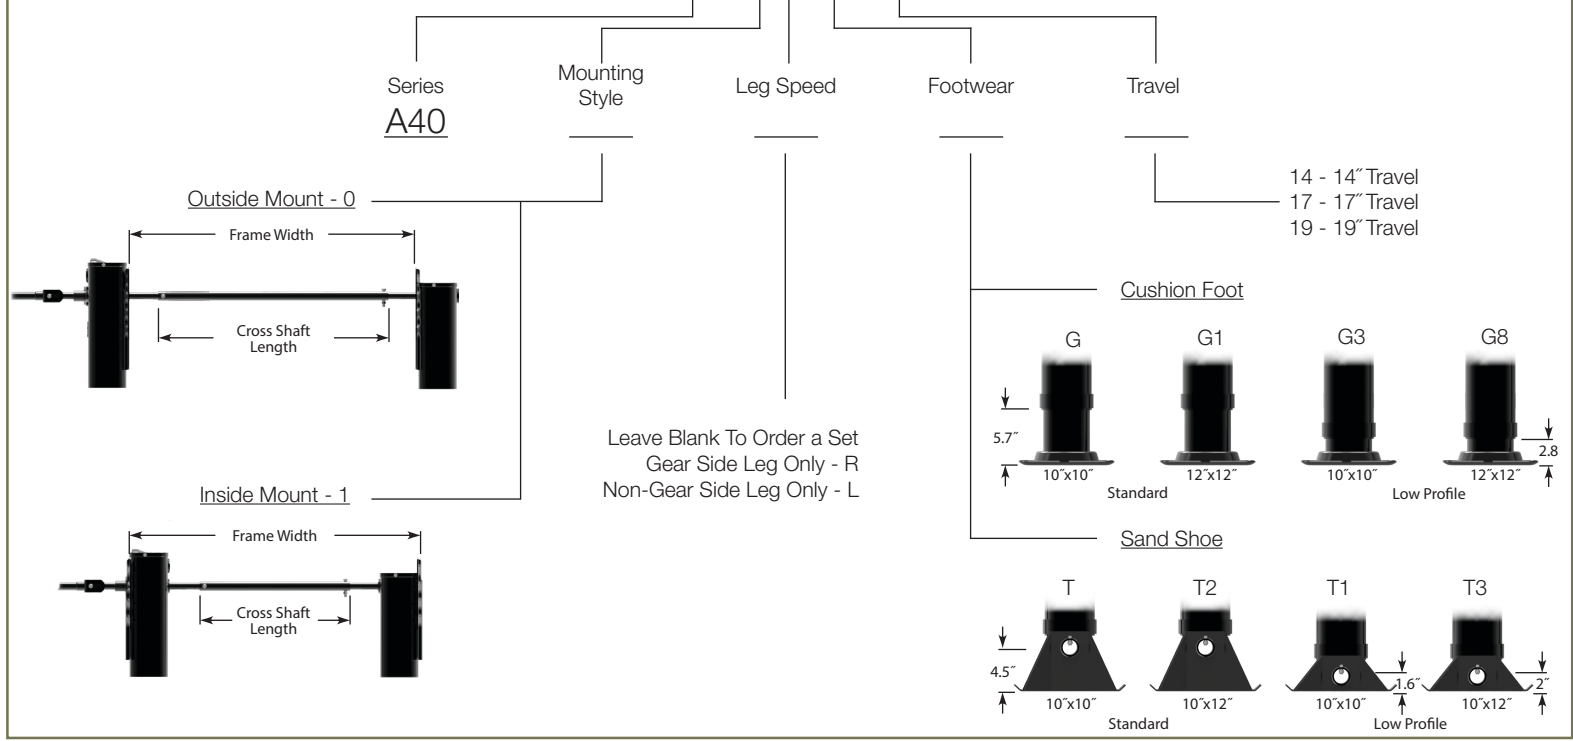 Series
A40
Mounting
Style
Leg Speed
Footwear
Travel
14 - 14˝ Travel
17 - 17˝ Travel
19 - 19˝ Travel
Outside Mount - 0
Frame Width
Cross Shaft
Length
Inside Mount - 1
Frame Width
Cross Shaft
Length
Leave Blank To Order a Set
Gear Side Leg Only - R
Non-Gear Side Leg Only - L
Cushion Foot
G G1 G3 G8
5.7˝
2.8
10˝x10˝ 12˝x12˝ 10˝x10˝ 12˝x12˝
Standard Low Profile
Sand Shoe
T T2 T1 T3
4.5˝ 1.6˝ 2˝
10˝x10˝ 10˝x12˝ 10˝x10˝ 10˝x12˝
Standard Low Profile